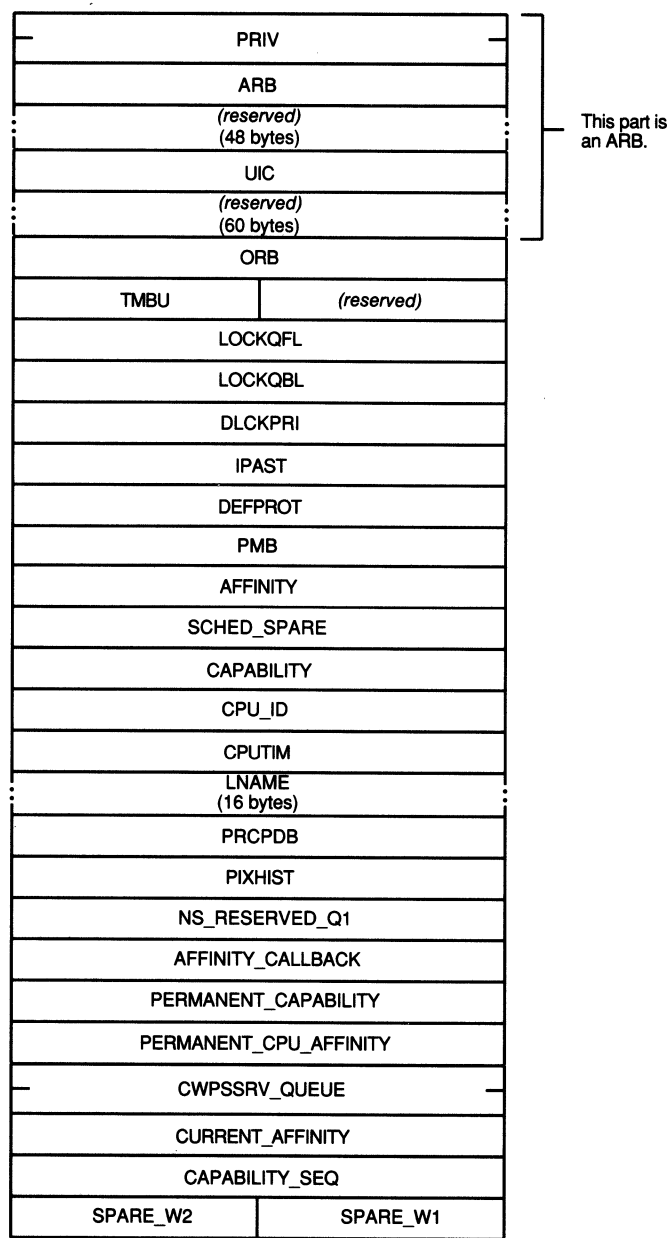 PRIV
ARB
(reserved)
(48 bytes)
UIC
(reserved)
(60 bytes)
This part is
an ARB.
ORB
TMBU (reserved)
LOCKQFL
LOCKQBL
DLCKPRI
IPAST
DEFPROT
PMB
AFFINITY
SCHED_SPARE
CAPABILITY
CPU_ID
CPUTIM
LNAME
(16 bytes)
PRCPDB
PIXHIST
NS_RESERVED_Q1
AFFINITY_CALLBACK
PERMANENT_CAPABILITY
PERMANENT_CPU_AFFINITY
CWPSSRV_QUEUE
CURRENT_AFFINITY
CAPABILITY_SEQ
SPARE_W2 SPARE_W1